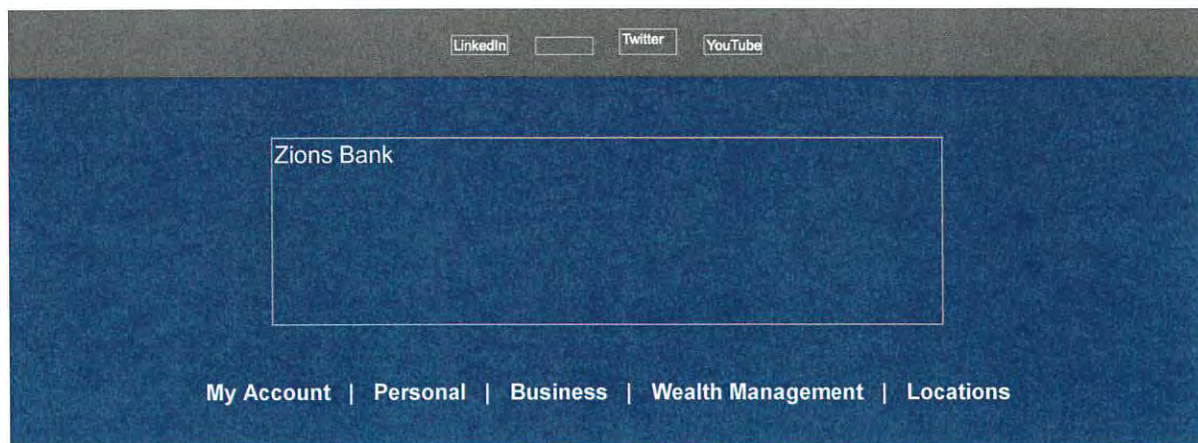 LinkedIn Twitter YouTube
Zions Bank
My Account | Personal | Business | Wealth Management | Locations